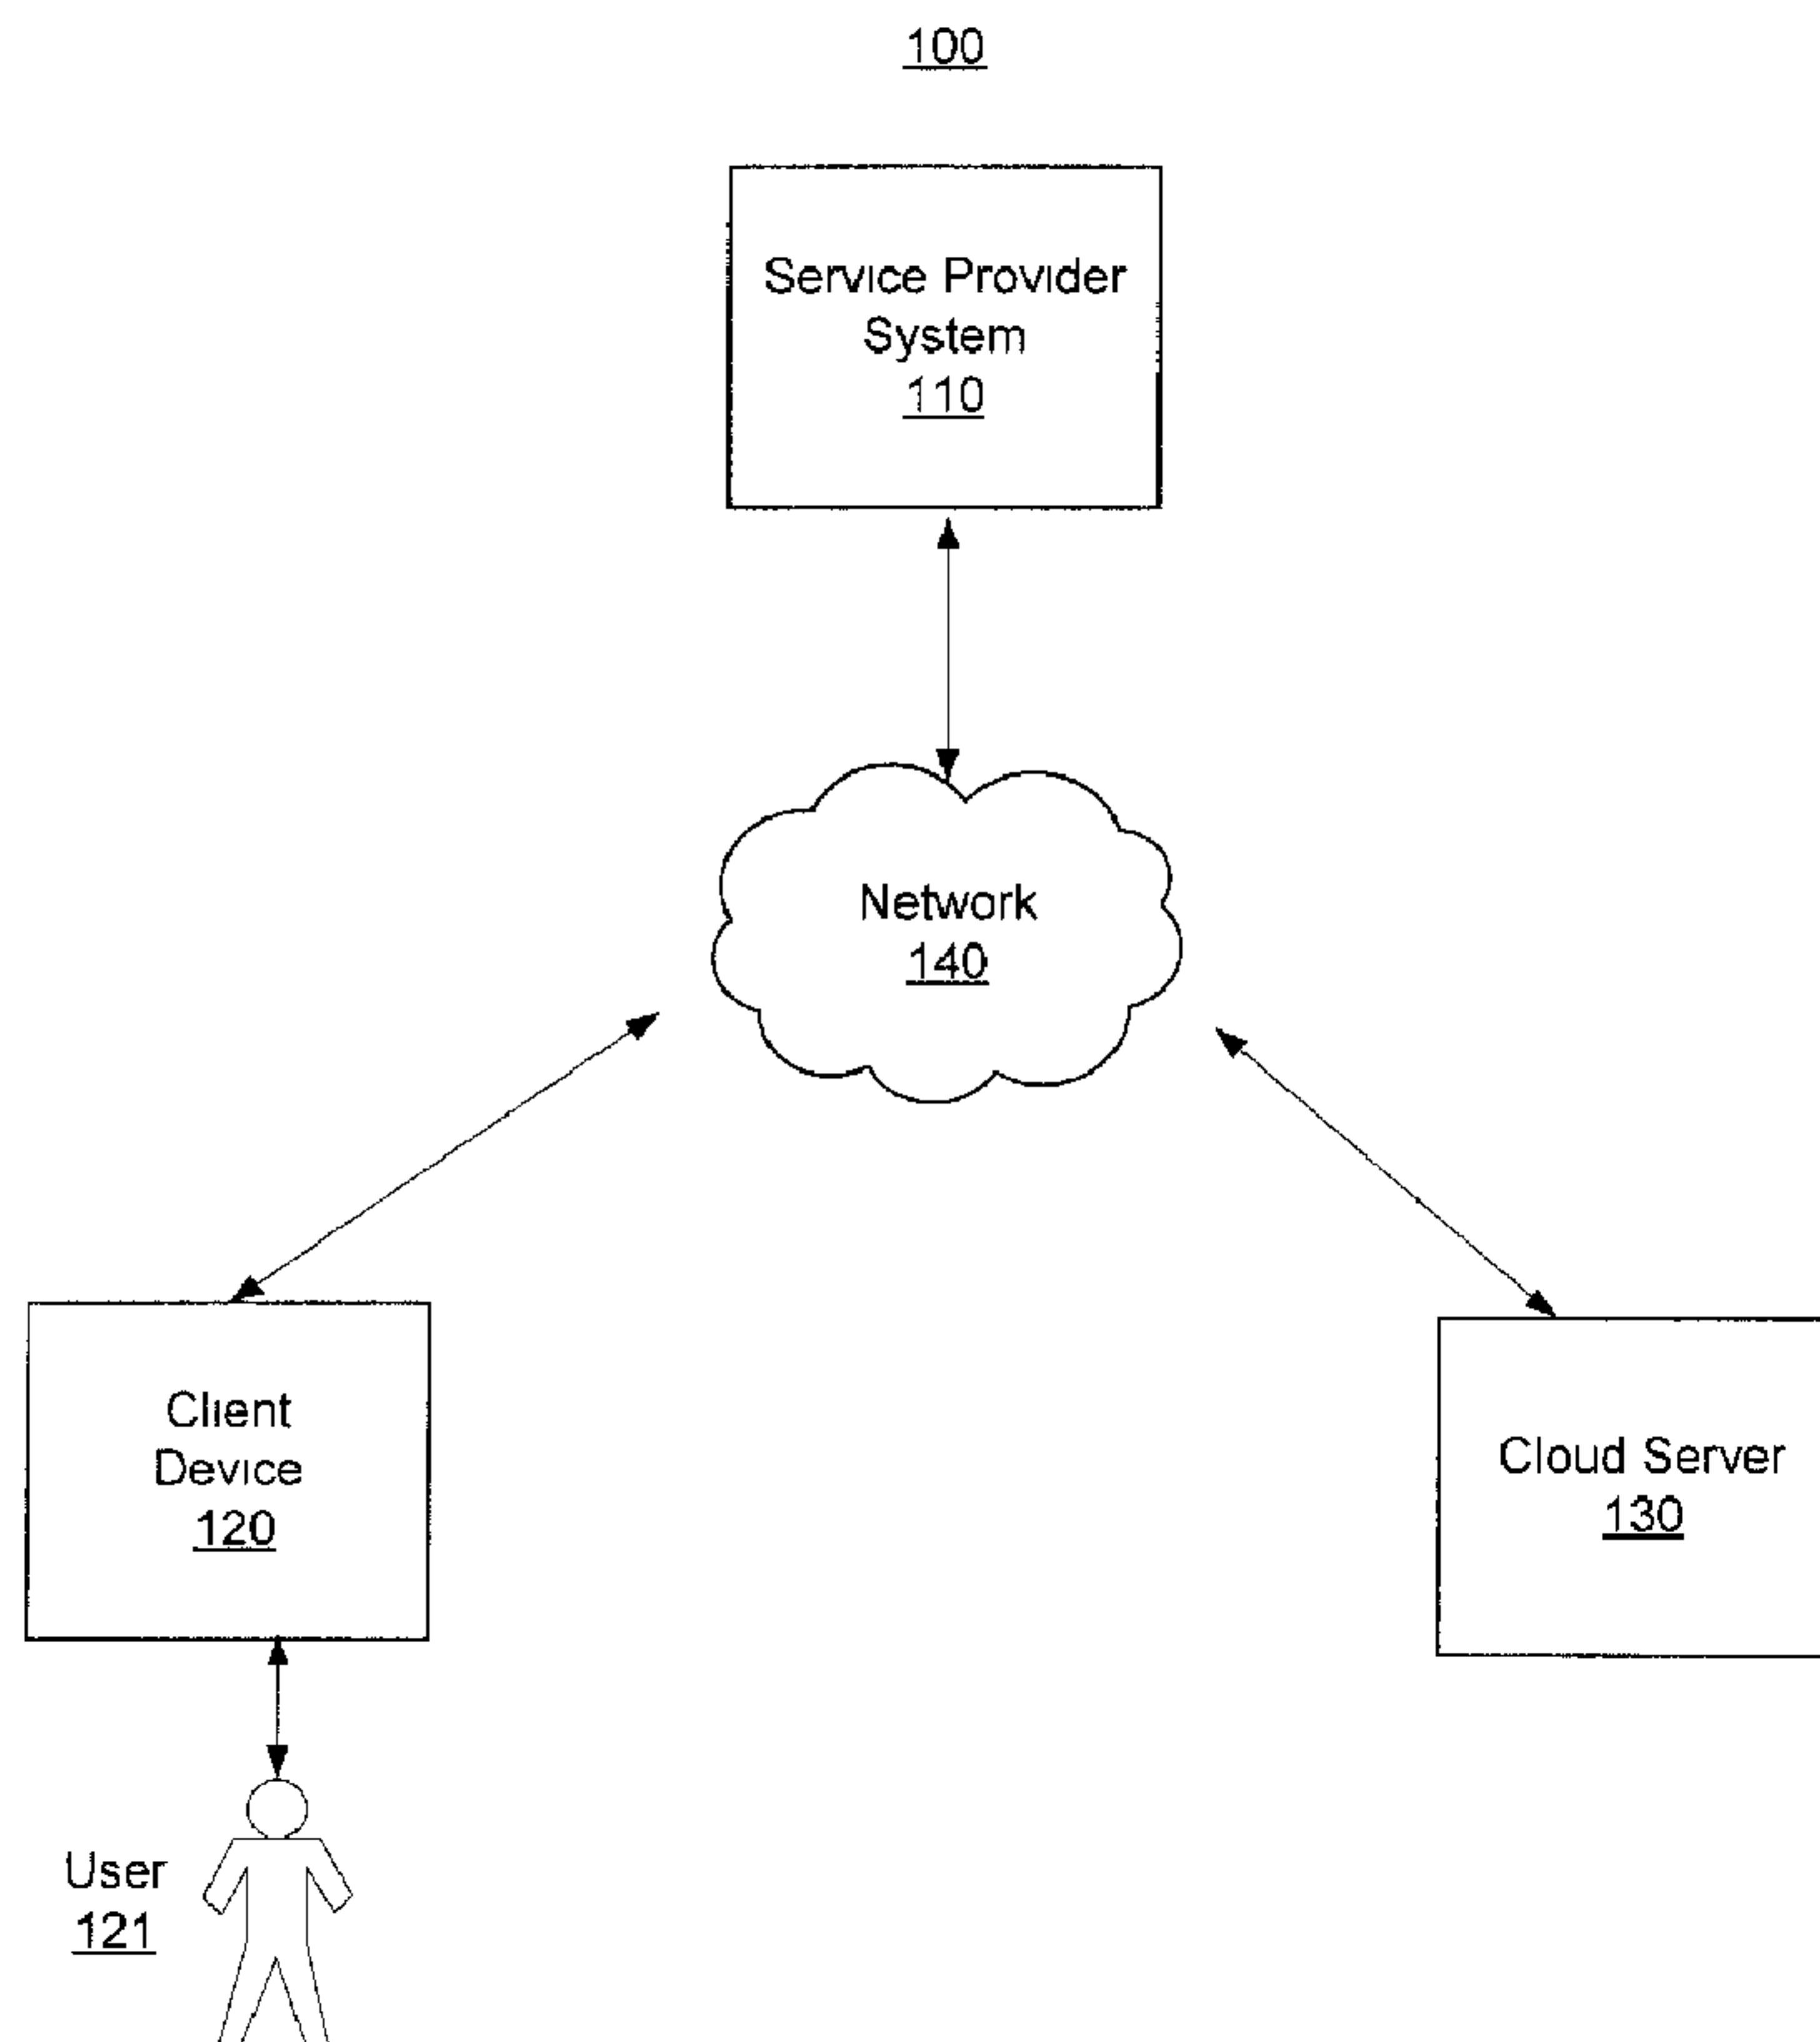 100
Service Provider
System
110
Network
140
Client
Device
120
Cloud Server
130
User
121